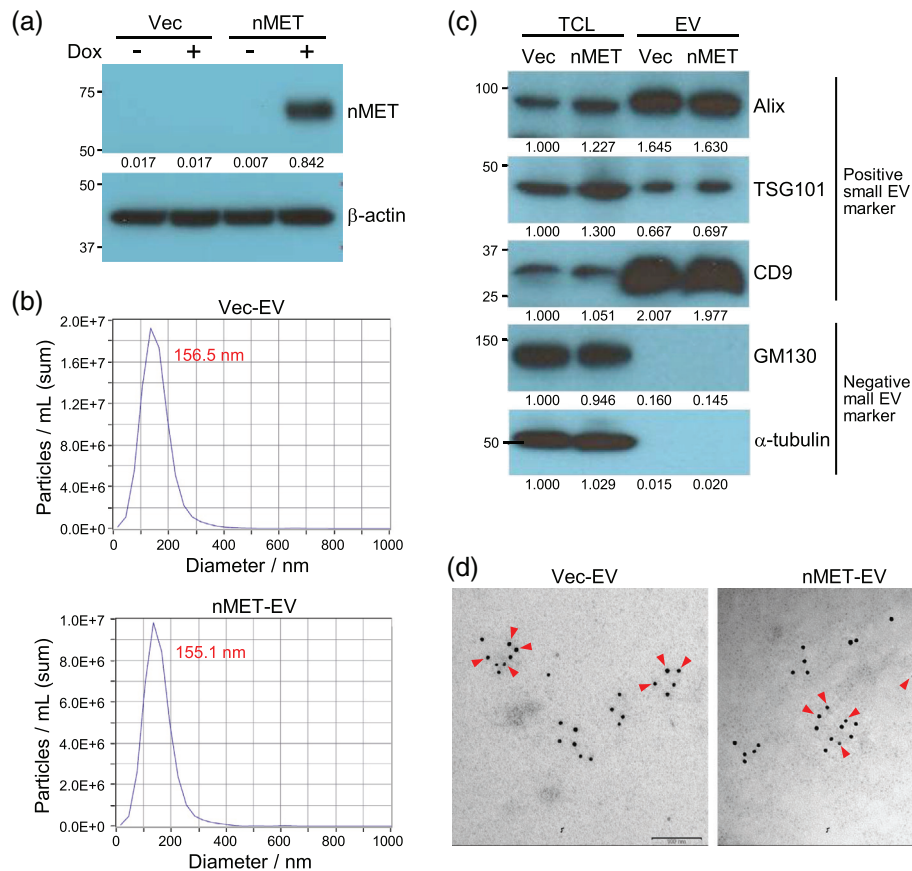 (a)
Vec nMET
Dox - + - +
75
nMET
50
0.017 0.017 0.007 0.842
50
β-actin
37
(b)
Vec-EV
Particles / mL (sum)
2.0E+7
1.6E+7
1.2E+7
8.0E+6
4.0E+6
0.0E+0
156.5 nm
0 200 400 600 800 1000
Diameter / nm
nMET-EV
Particles / mL (sum)
1.0E+7
8.0E+6
6.0E+6
4.0E+6
2.0E+6
0.0E+0
155.1 nm
0 200 400 600 800 1000
Diameter / nm
(c)
TCL EV
Vec nMET Vec nMET
100
Alix
1.000 1.227 1.645 1.630
50
TSG101
1.000 1.300 0.667 0.697
37
CD9
25
1.000 1.051 2.007 1.977
Positive
small EV
marker
150
GM130
1.000 0.946 0.160 0.145
50
α-tubulin
1.000 1.029 0.015 0.020
Negative
mall EV
marker
(d)
Vec-EV nMET-EV